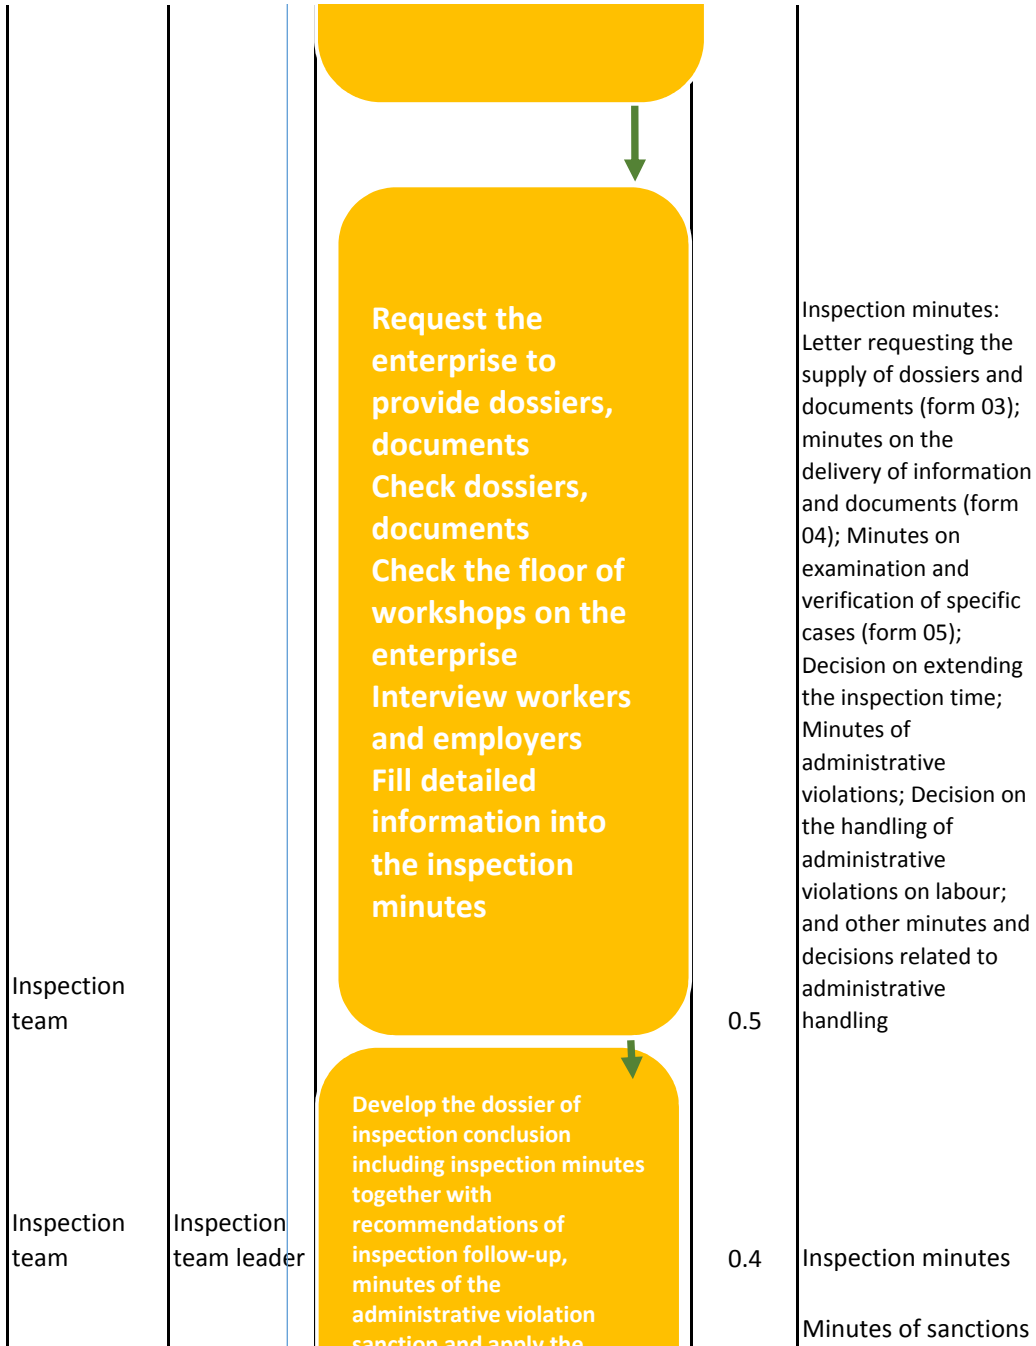 Request the
enterprise to
provide dossiers,
documents
Check dossiers,
documents
Check the floor of
workshops on the
enterprise
Interview workers
and employers
Fill detailed
information into
the inspection
minutes
Inspection
team
0.5
Inspection minutes:
Letter requesting the
supply of dossiers and
documents (form 03);
minutes on the
delivery of information
and documents (form
04); Minutes on
examination and
verification of specific
cases (form 05);
Decision on extending
the inspection time;
Minutes of
administrative
violations; Decision on
the handling of
administrative
violations on labour;
and other minutes and
decisions related to
administrative
handling
Inspection
team
Inspection
team leader
Develop the dossier of
inspection conclusion
including inspection minutes
together with
recommendations of
inspection follow-up,
minutes of the
administrative violation
sanction and apply the
0.4
Inspection minutes
Minutes of sanctions